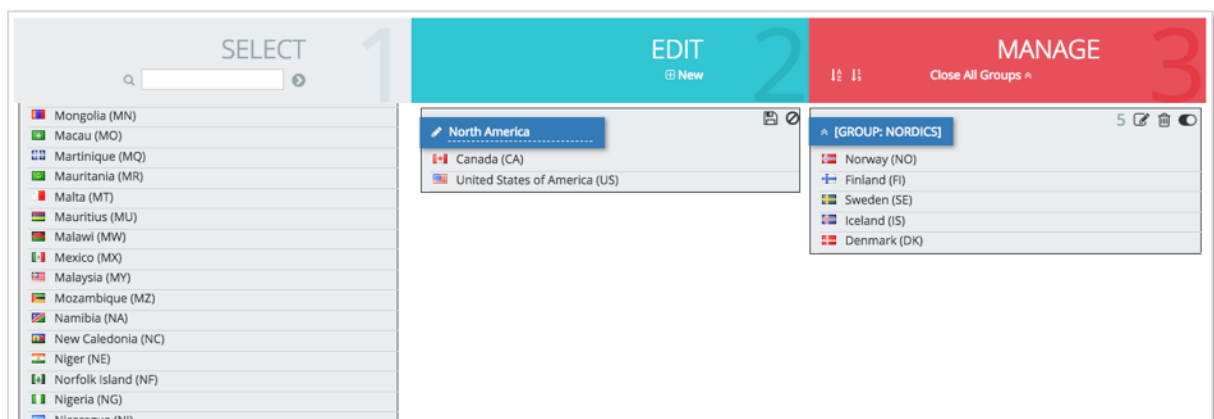 SELECT
1
EDIT
New
2
MANAGE
Close All Groups
3
Mongolia (MN)
Macau (MO)
Martinique (MQ)
Mauritania (MR)
Malta (MT)
Mauritius (MU)
Malawi (MW)
Mexico (MX)
Malaysia (MY)
Mozambique (MZ)
Namibia (NA)
New Caledonia (NC)
Niger (NE)
Norfolk Island (NF)
Nigeria (NG)
North America
Canada (CA)
United States of America (US)
[GROUP: NORDICS]
5
Norway (NO)
Finland (FI)
Sweden (SE)
Iceland (IS)
Denmark (DK)